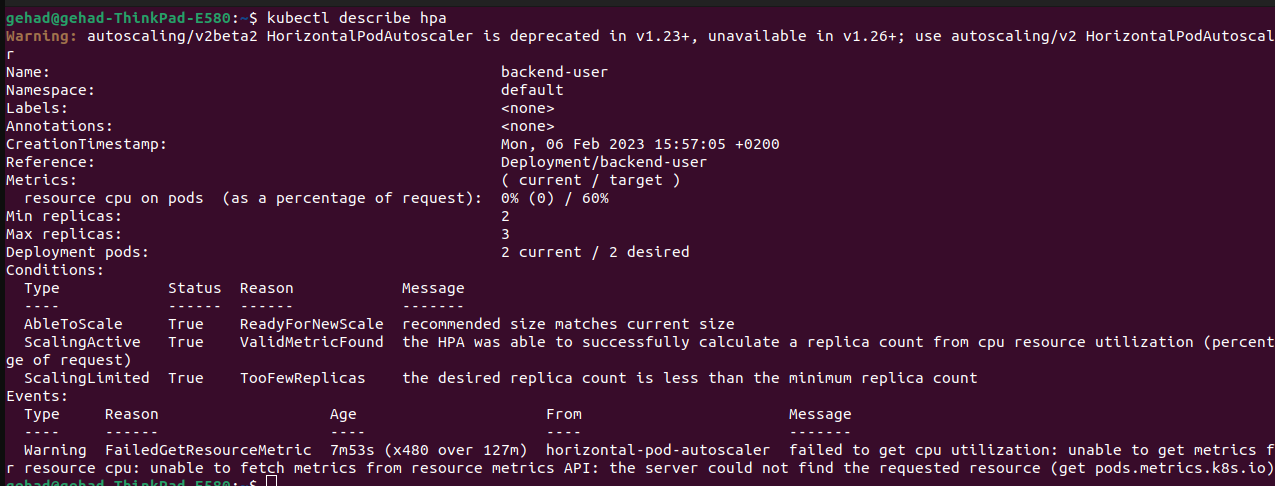 gehad@gehad-ThinkPad-E580:~$ kubectl describe hpa
Warning: autoscaling/v2beta2 HorizontalPodAutoscaler is deprecated in v1.23+, unavailable in v1.26+; use autoscaling/v2 HorizontalPodAutoscale
r
Name: backend-user
Namespace: default
Labels: <none>
Annotations: <none>
CreationTimestamp: Mon, 06 Feb 2023 15:57:05 +0200
Reference: Deployment/backend-user
Metrics: ( current / target )
resource cpu on pods (as a percentage of request): 0% (0) / 60%
Min replicas: 2
Max replicas: 3
Deployment pods: 2 current / 2 desired
Conditions:
Type Status Reason Message
---- ------ ------ -------
AbleToScale True ReadyForNewScale recommended size matches current size
ScalingActive True ValidMetricFound the HPA was able to successfully calculate a replica count from cpu resource utilization (percent
ge of request)
ScalingLimited True TooFewReplicas the desired replica count is less than the minimum replica count
Events:
Type Reason Age From Message
---- ------ ---- ---- -------
Warning FailedGetResourceMetric 7m53s (x480 over 127m) horizontal-pod-autoscaler failed to get cpu utilization: unable to get metrics f
r resource cpu: unable to fetch metrics from resource metrics API: the server could not find the requested resource (get pods.metrics.k8s.io)
gehad@gehad-ThinkPad-E580:~$